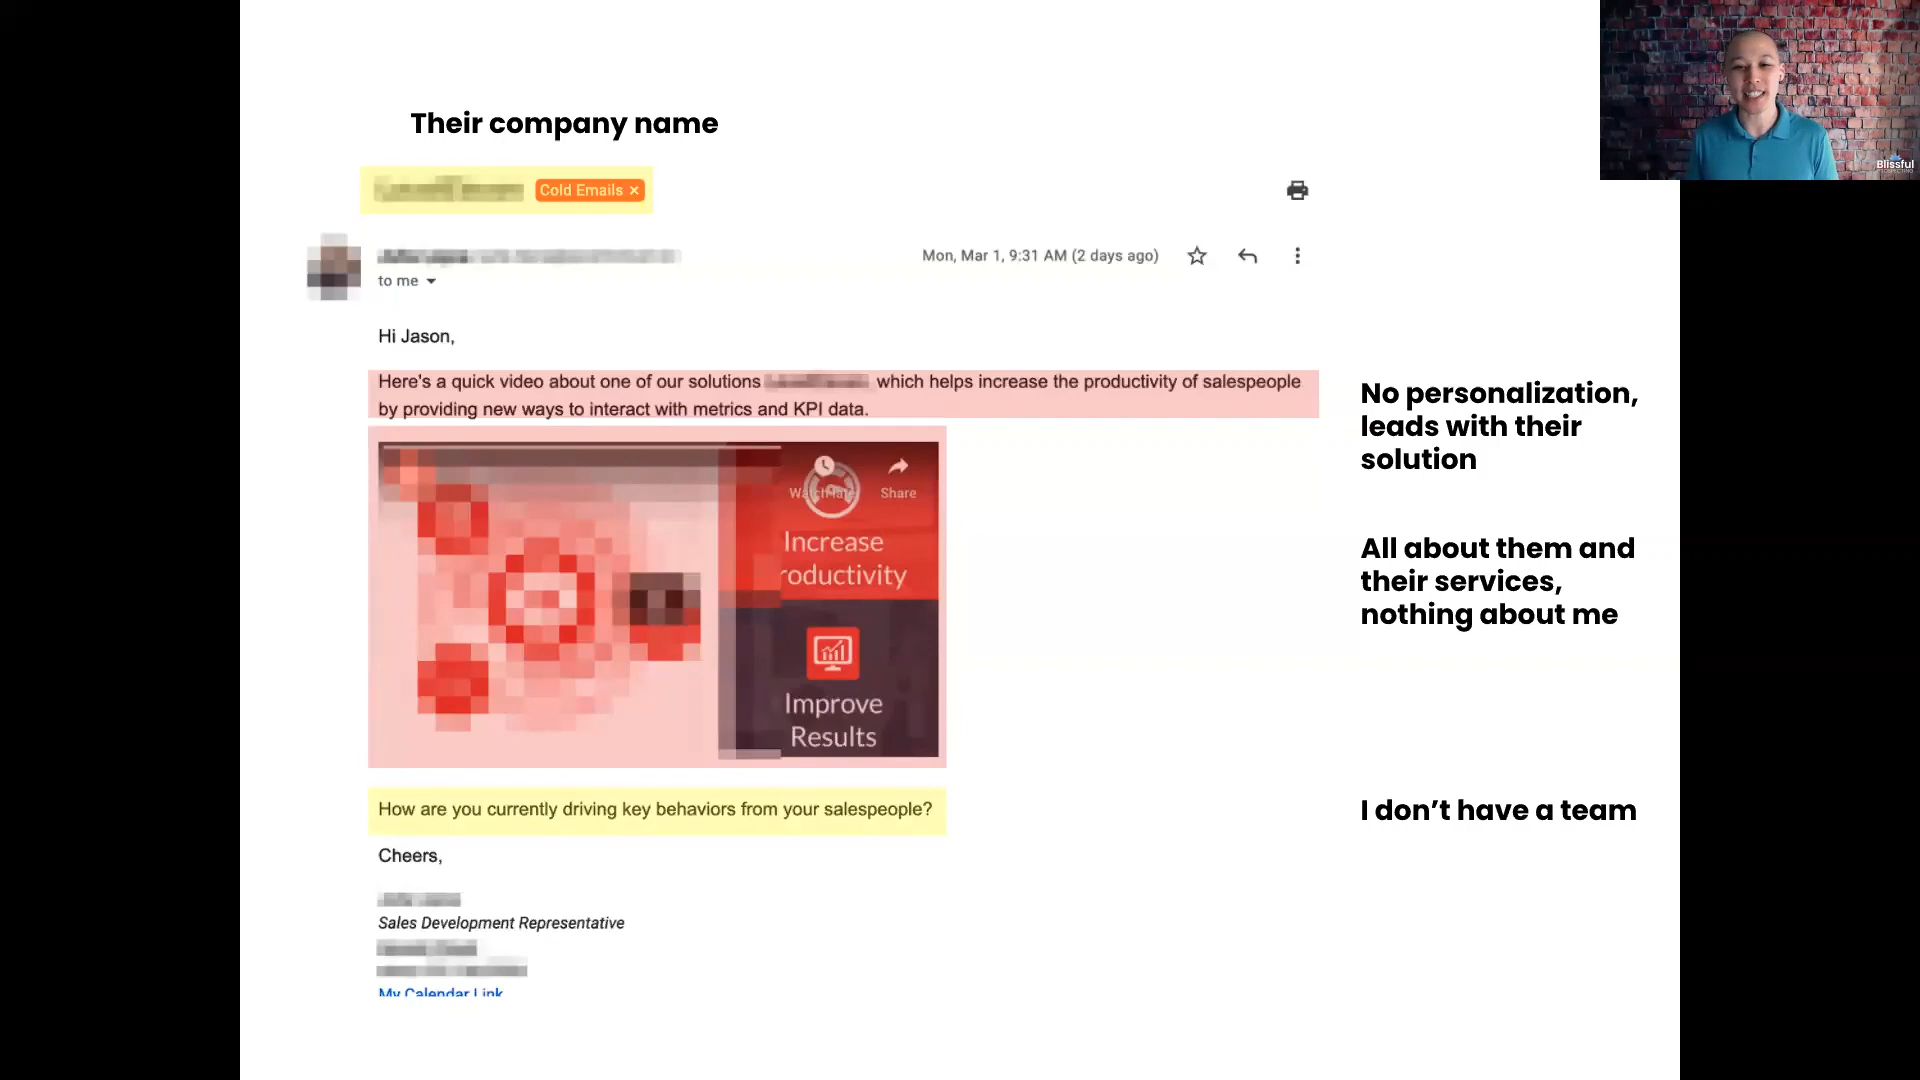 Their company name
Cold Emails ×
Mon, Mar 1, 9:31 AM (2 days ago)
to me
Hi Jason,
Here's a quick video about one of our solutions which helps increase the productivity of salespeople
by providing new ways to interact with metrics and KPI data.
No personalization,
leads with their
solution
Share
Increase
roductivity
Improve
Results
All about them and
their services,
nothing about me
How are you currently driving key behaviors from your salespeople?
I don’t have a team
Cheers,
Sales Development Representative
My Calendar Link
Blissful